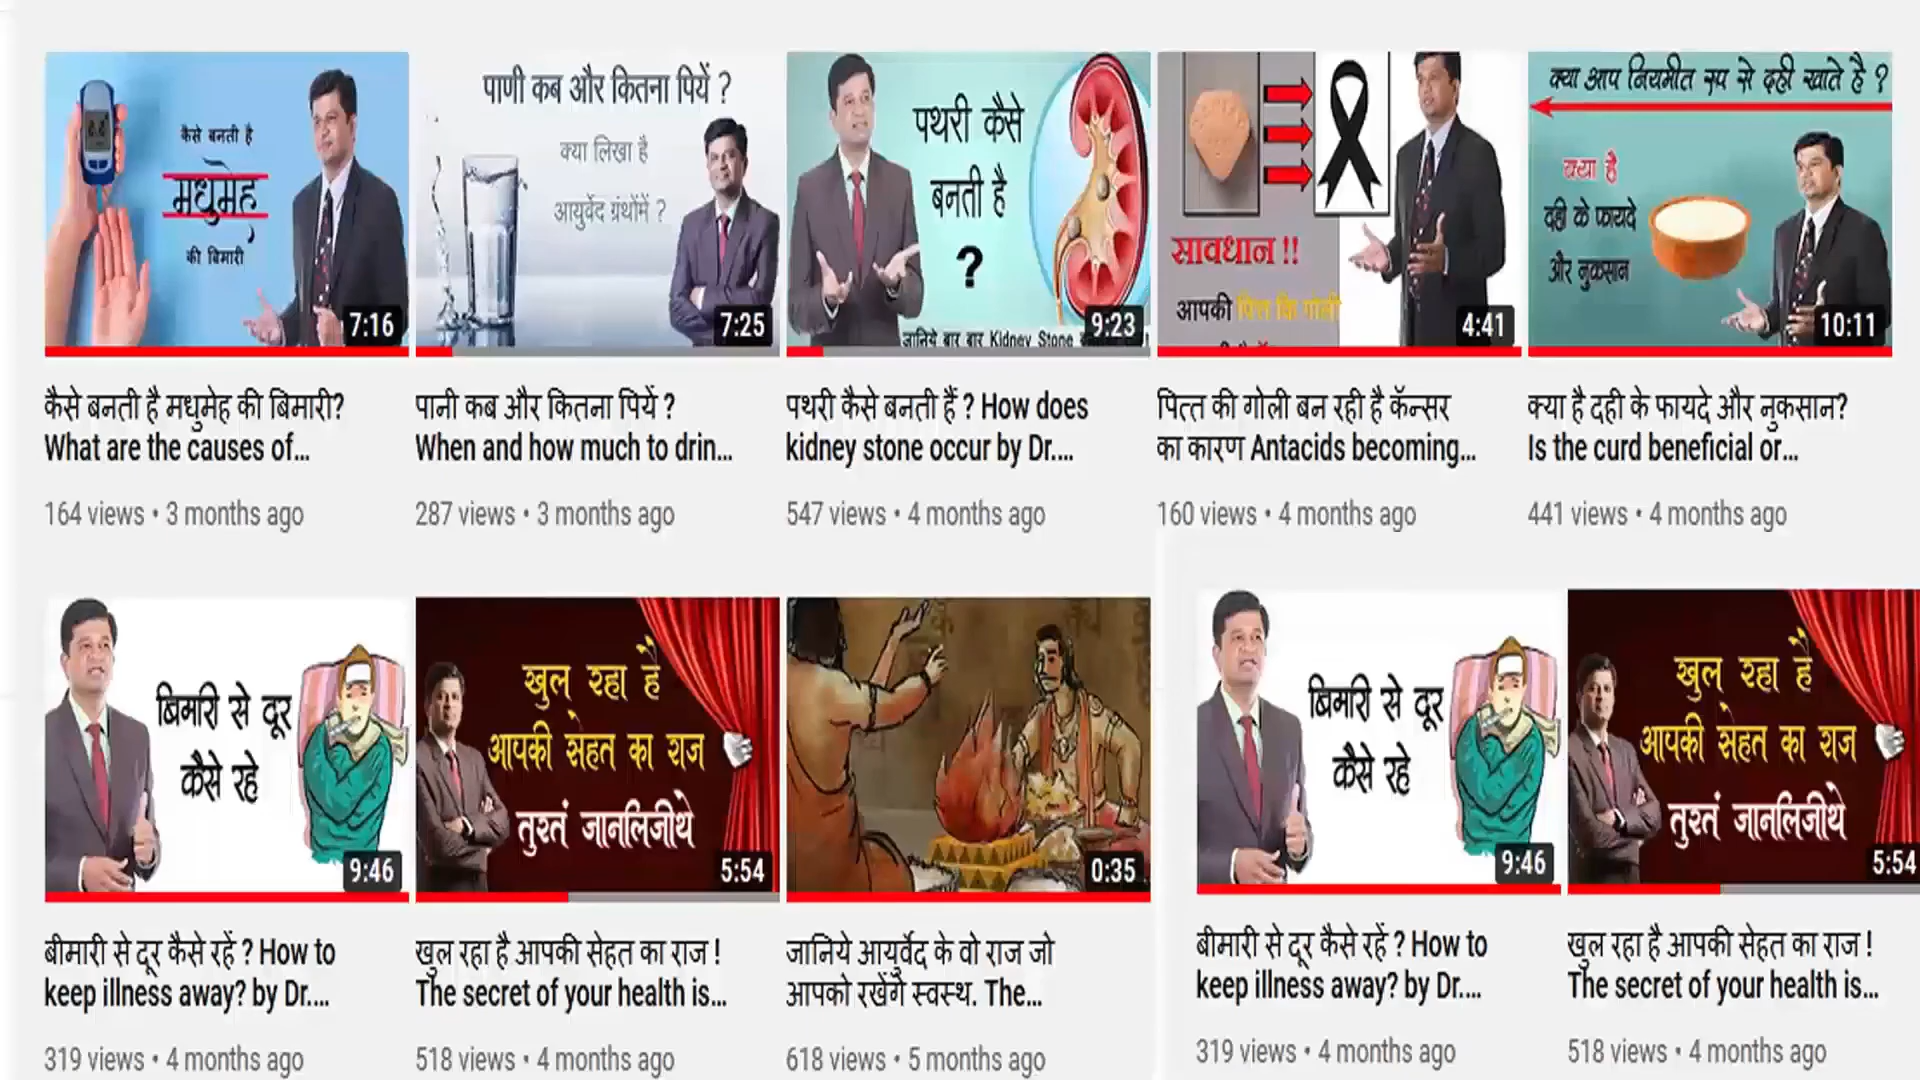 कैसे बनती है
मधुमेह
की बिमारी
7:16
कैसे बनती है मधुमेह की बिमारी?
What are the causes of...
164 views • 3 months ago
पाणी कब और कितना पियें ?
क्या लिखा है
आयुर्वेद ग्रंथोंमें ?
7:25
पानी कब और कितना पियें ?
When and how much to drin...
287 views • 3 months ago
पथरी कैसे
बनती है
?
जानिये बार बार Kidney Stone
9:23
पथरी कैसे बनती हैं ? How does
kidney stone occur by Dr....
547 views • 4 months ago
सावधान !!
आपकी पित्त कि गोली
4:41
पित्त की गोली बन रही है कॅन्सर
का कारण Antacids becoming...
160 views • 4 months ago
क्या आप नियमीत रुप से दही खाते है ?
क्या है
दही के फायदे
और नुकसान
10:11
क्या है दही के फायदे और नुकसान?
Is the curd beneficial or...
441 views • 4 months ago
बिमारी से दूर
कैसे रहे
9:46
बीमारी से दूर कैसे रहें ? How to
keep illness away? by Dr....
319 views • 4 months ago
खुल रहा है
आपकी सेहत का राज
तुरतं जानलिजीथे
5:54
खुल रहा है आपकी सेहत का राज !
The secret of your health is...
518 views • 4 months ago
0:35
जानिये आयुर्वेद के वो राज जो
आपको रखेंगे स्वस्थ. The...
618 views • 5 months ago
बिमारी से दूर
कैसे रहे
9:46
बीमारी से दूर कैसे रहें ? How to
keep illness away? by Dr....
319 views • 4 months ago
खुल रहा है
आपकी सेहत का राज
तुरतं जानलिजीथे
5:54
खुल रहा है आपकी सेहत का राज !
The secret of your health is...
518 views • 4 months ago